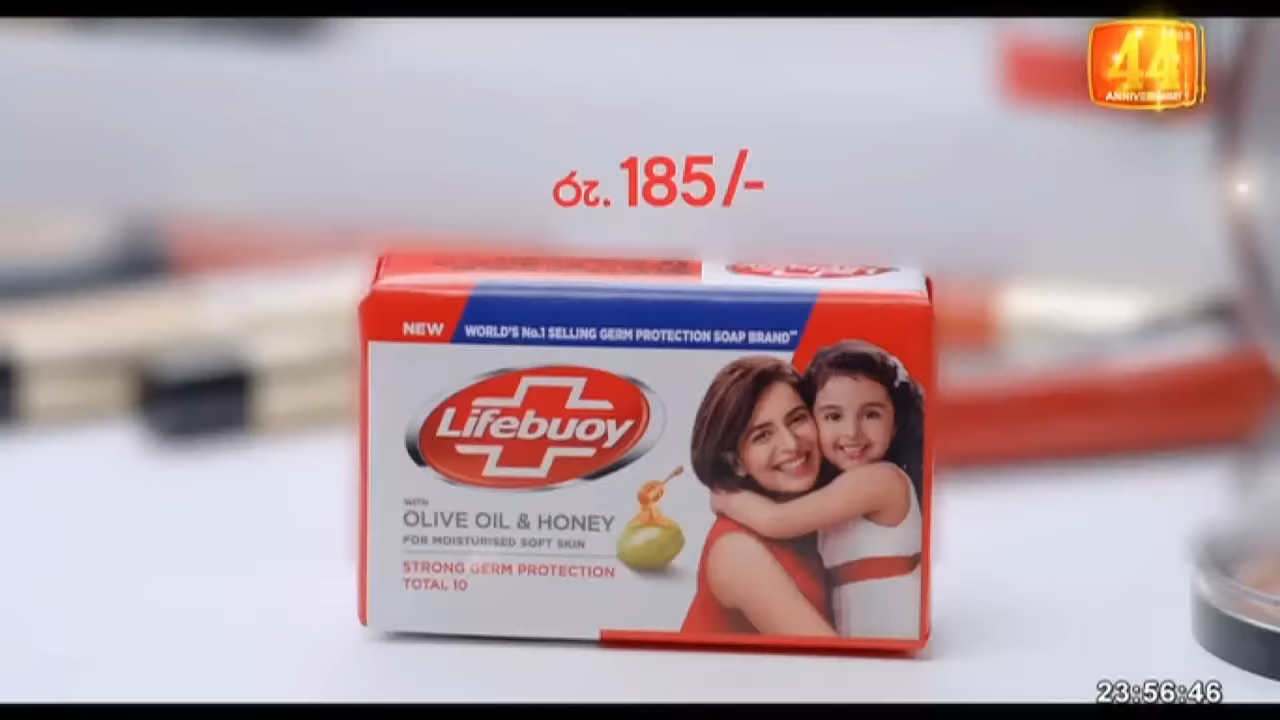 44
ANNIVERSARY
රු. 185/-
NEW
WORLD'S No.1 SELLING GERM PROTECTION SOAP BRAND™
Lifebuoy
WITH
OLIVE OIL & HONEY
FOR MOISTURISED SOFT SKIN
STRONG GERM PROTECTION
TOTAL 10
23:56:46